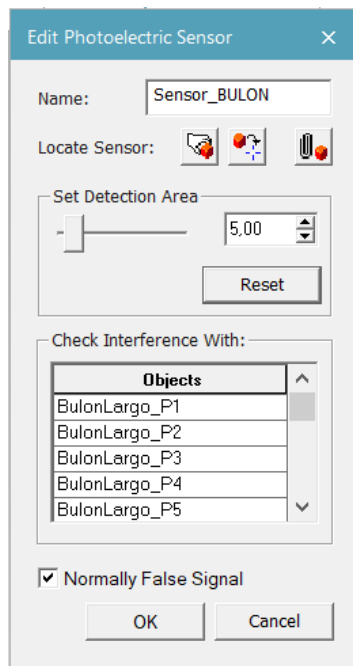 Edit Photoelectric Sensor
Name: Sensor_BULON
Locate Sensor:
Set Detection Area
5,00
Reset
Check Interference With:
Objects
BulonLargo_P1
BulonLargo_P2
BulonLargo_P3
BulonLargo_P4
BulonLargo_P5
Normally False Signal
OK Cancel